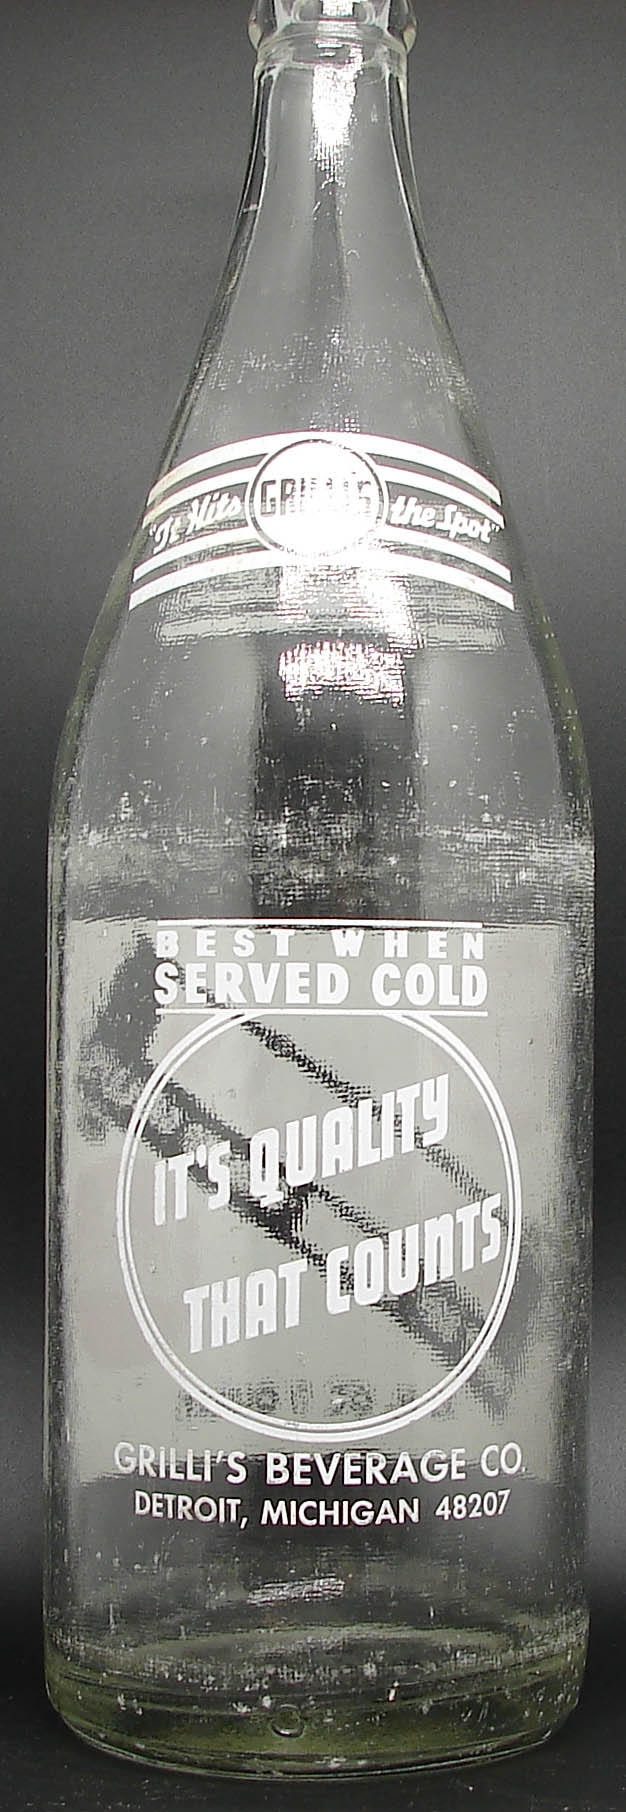 "It Hits GRILLI'S the Spot"
BEST WHEN
SERVED COLD
IT'S QUALITY
THAT COUNTS
GRILLI'S BEVERAGE CO.
DETROIT, MICHIGAN 48207